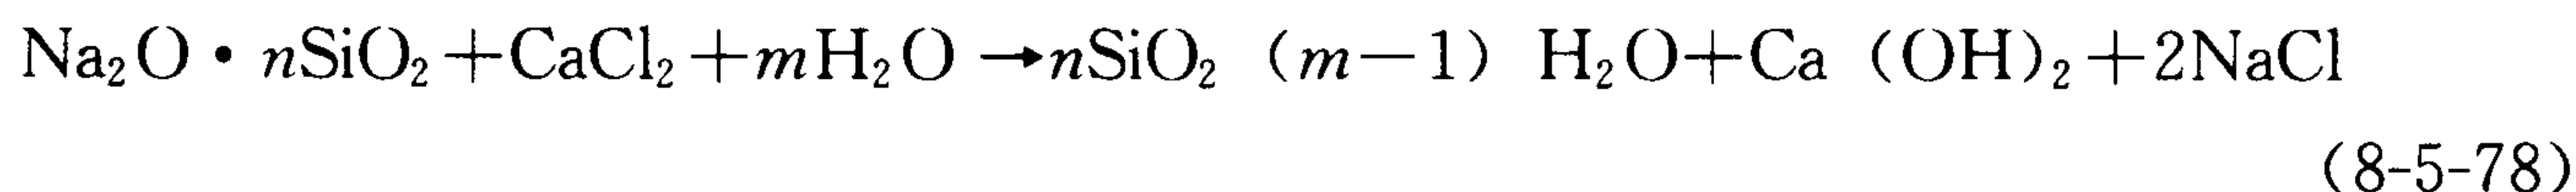 Na₂O · nSiO₂ + CaCl₂ + mH₂O → nSiO₂ (m-1) H₂O + Ca (OH)₂ + 2NaCl
(8-5-78)